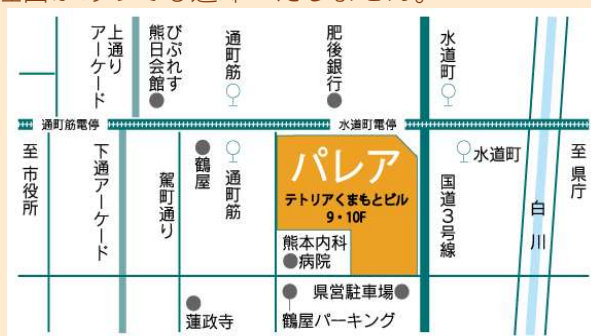 上通り
アーケード
びぷれす
熊日会館
通町筋
肥後銀行
水道町
通町筋電停
水道町電停
至市役所
下通アーケード
駕町通り
鶴屋
通町筋
パレア
テトリアくまもとビル
9・10F
熊本内科
病院
国道3号線
水道町
白川
至県庁
蓮政寺
県営駐車場
鶴屋パーキング